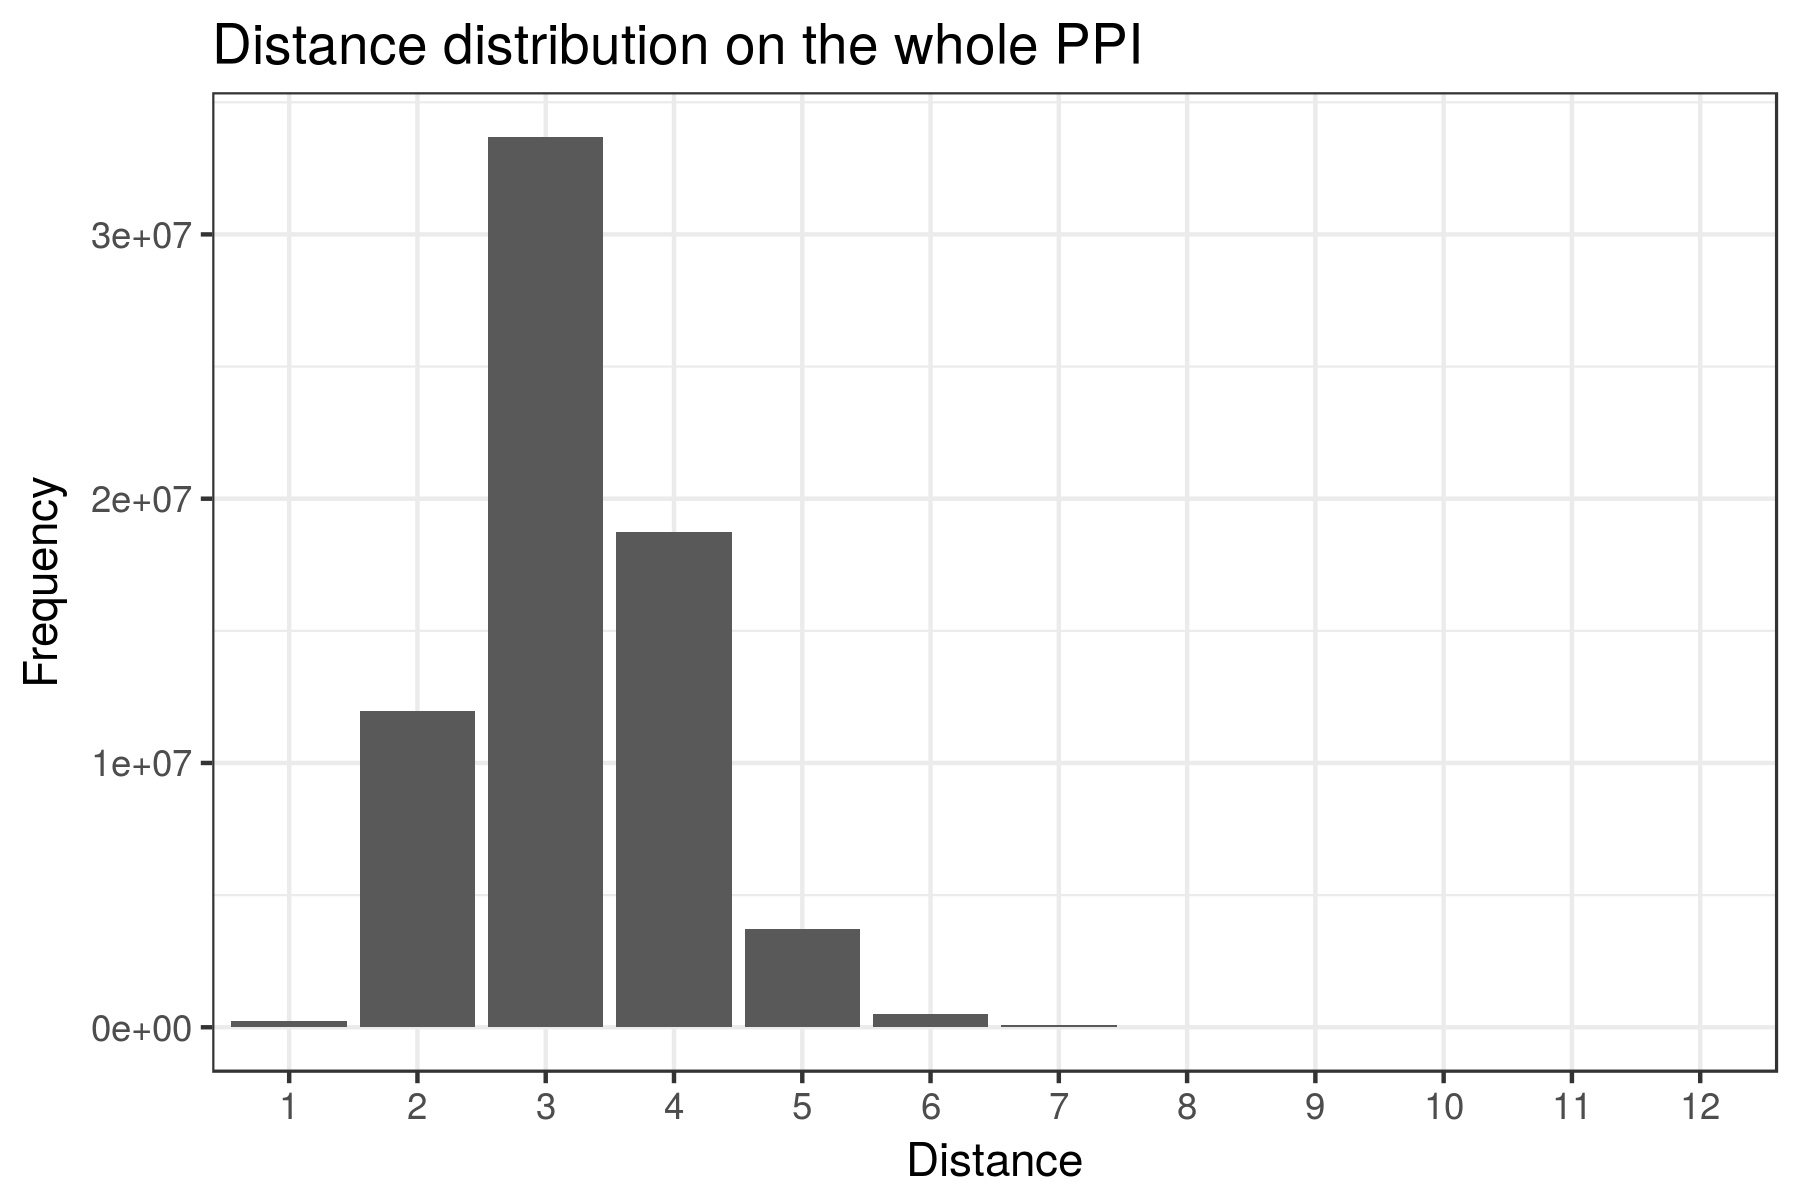 Distance distribution on the whole PPI
3e+07
2e+07
1e+07
0e+00
Frequency
1 2 3 4 5 6 7 8 9 10 11 12
Distance